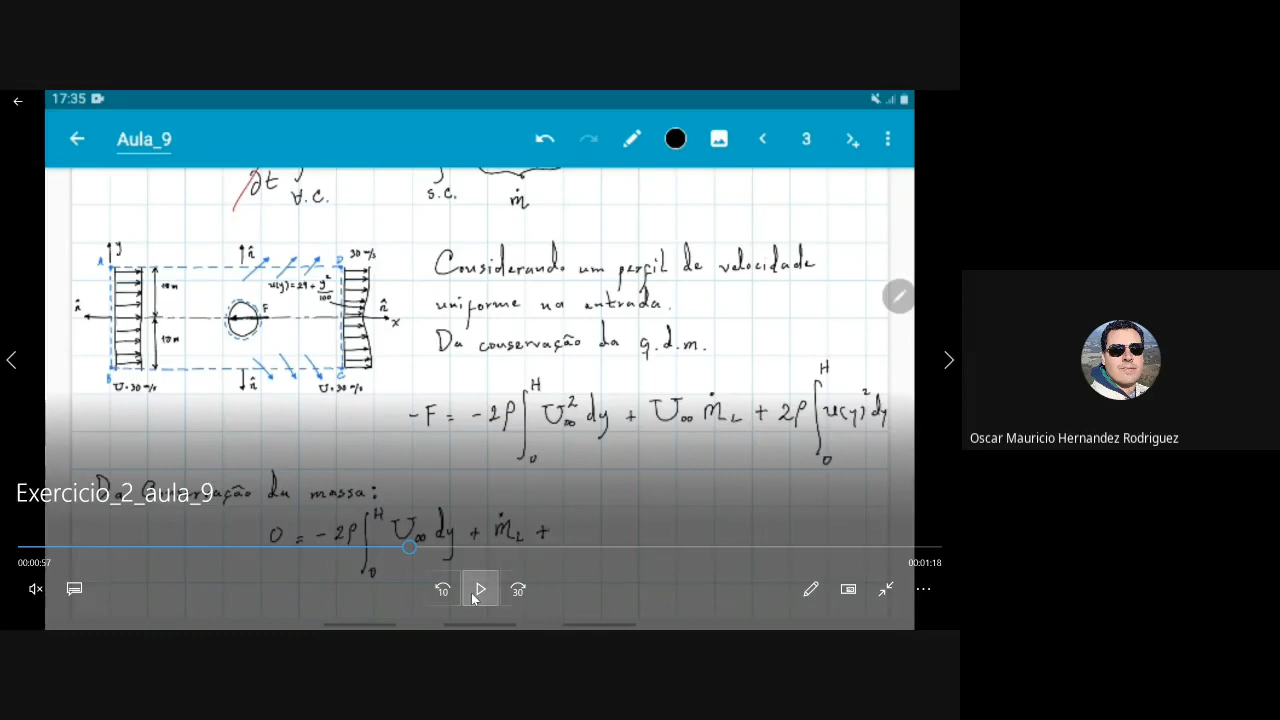 17:35
Aula_9
3
∂t
∀.C.
S.C.
ṁ
A
y
n̂
D
30 m/s
10 m
u(y) = 29 + y²/100
n̂
F
n̂
x
10 m
B
n̂
C
U = 30 m/s
U = 30 m/s
Considerando um perfil de velocidade
uniforme na entrada.
Da conservação da q.d.m.
-F = -2ρ ∫₀ᴴ U∞² dy + U∞ ṁL + 2ρ ∫₀ᴴ u(y)² dy
Oscar Mauricio Hernandez Rodriguez
Da Conservação da massa:
Exercicio_2_aula_9
0 = -2ρ ∫₀ᴴ U∞ dy + ṁL +
00:00:57
00:01:18
10
30